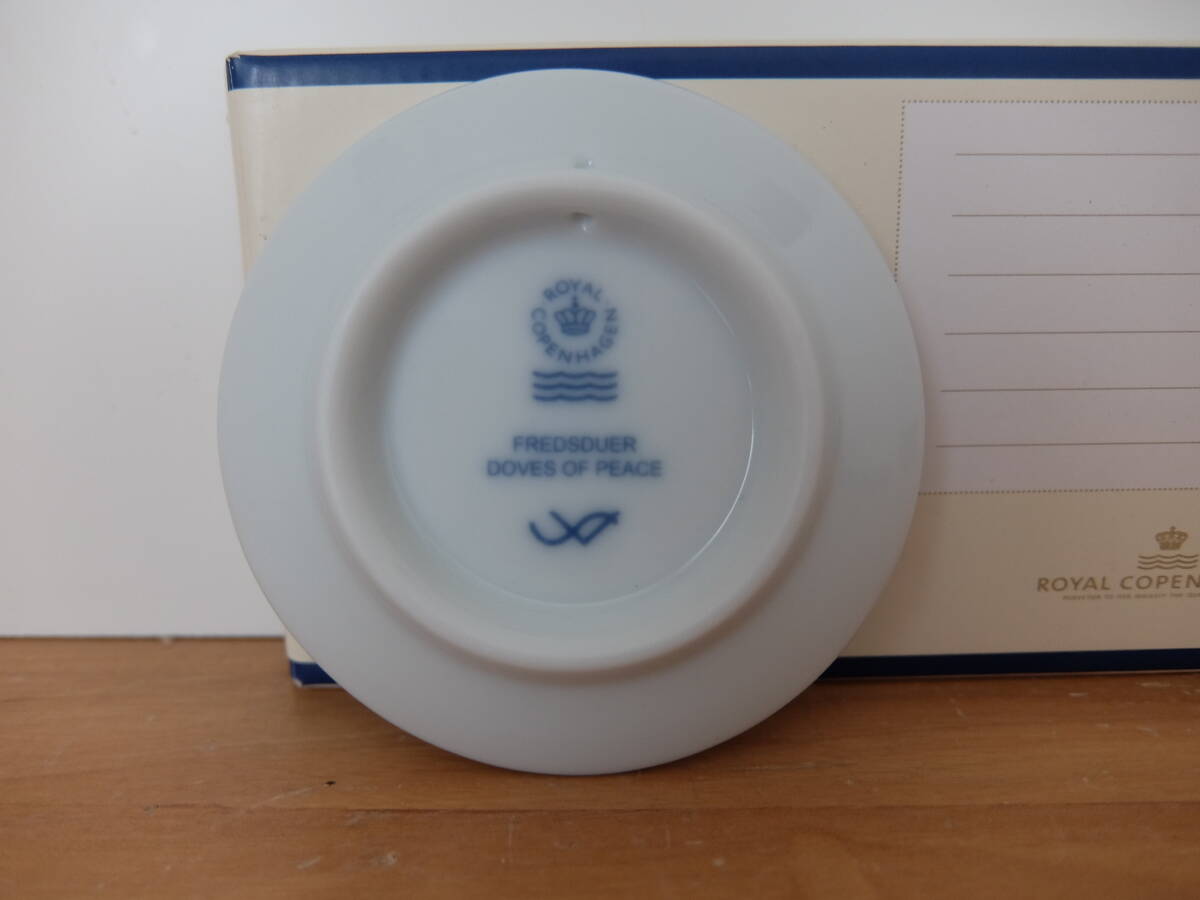 ROYAL
COPENHAGEN
FREDSDUER
DOVES OF PEACE
ROYAL COPEN